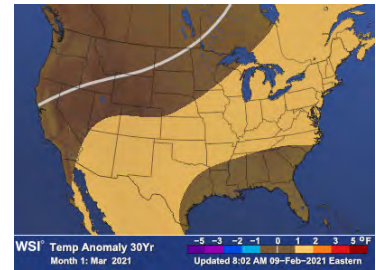 WSI° Temp Anomaly 30Yr
Month 1: Mar 2021
-5 -3 -2 -1 0 1 2 3 5 °F
Updated 8:02 AM 09-Feb-2021 Eastern